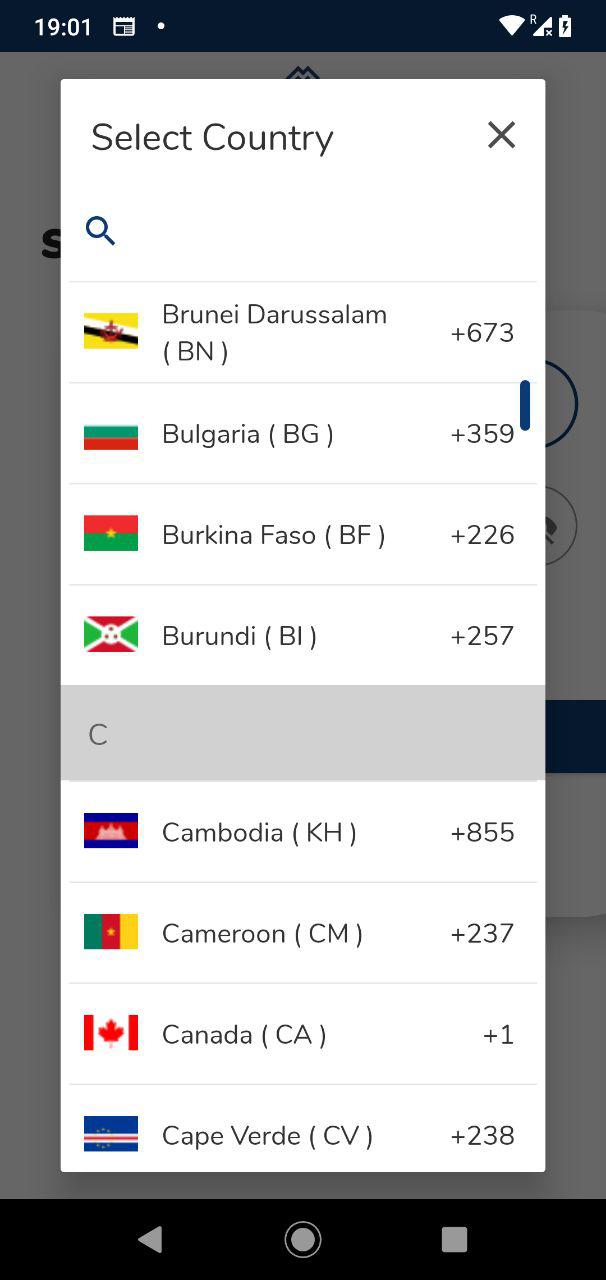 19:01
R
Select Country
Brunei Darussalam
( BN )
+673
Bulgaria ( BG )
+359
Burkina Faso ( BF )
+226
Burundi ( BI )
+257
C
Cambodia ( KH )
+855
Cameroon ( CM )
+237
Canada ( CA )
+1
Cape Verde ( CV )
+238